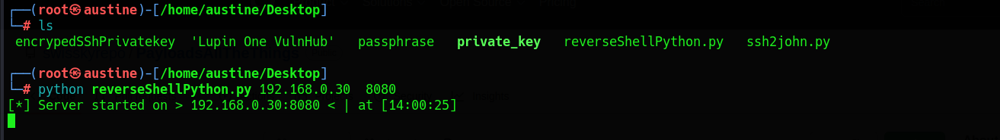 ┌──(root㉿austine)-[/home/austine/Desktop]
└─# ls
encrypedSShPrivatekey 'Lupin One VulnHub' passphrase private_key reverseShellPython.py ssh2john.py
┌──(root㉿austine)-[/home/austine/Desktop]
└─# python reverseShellPython.py 192.168.0.30 8080
[*] Server started on > 192.168.0.30:8080 < | at [14:00:25]